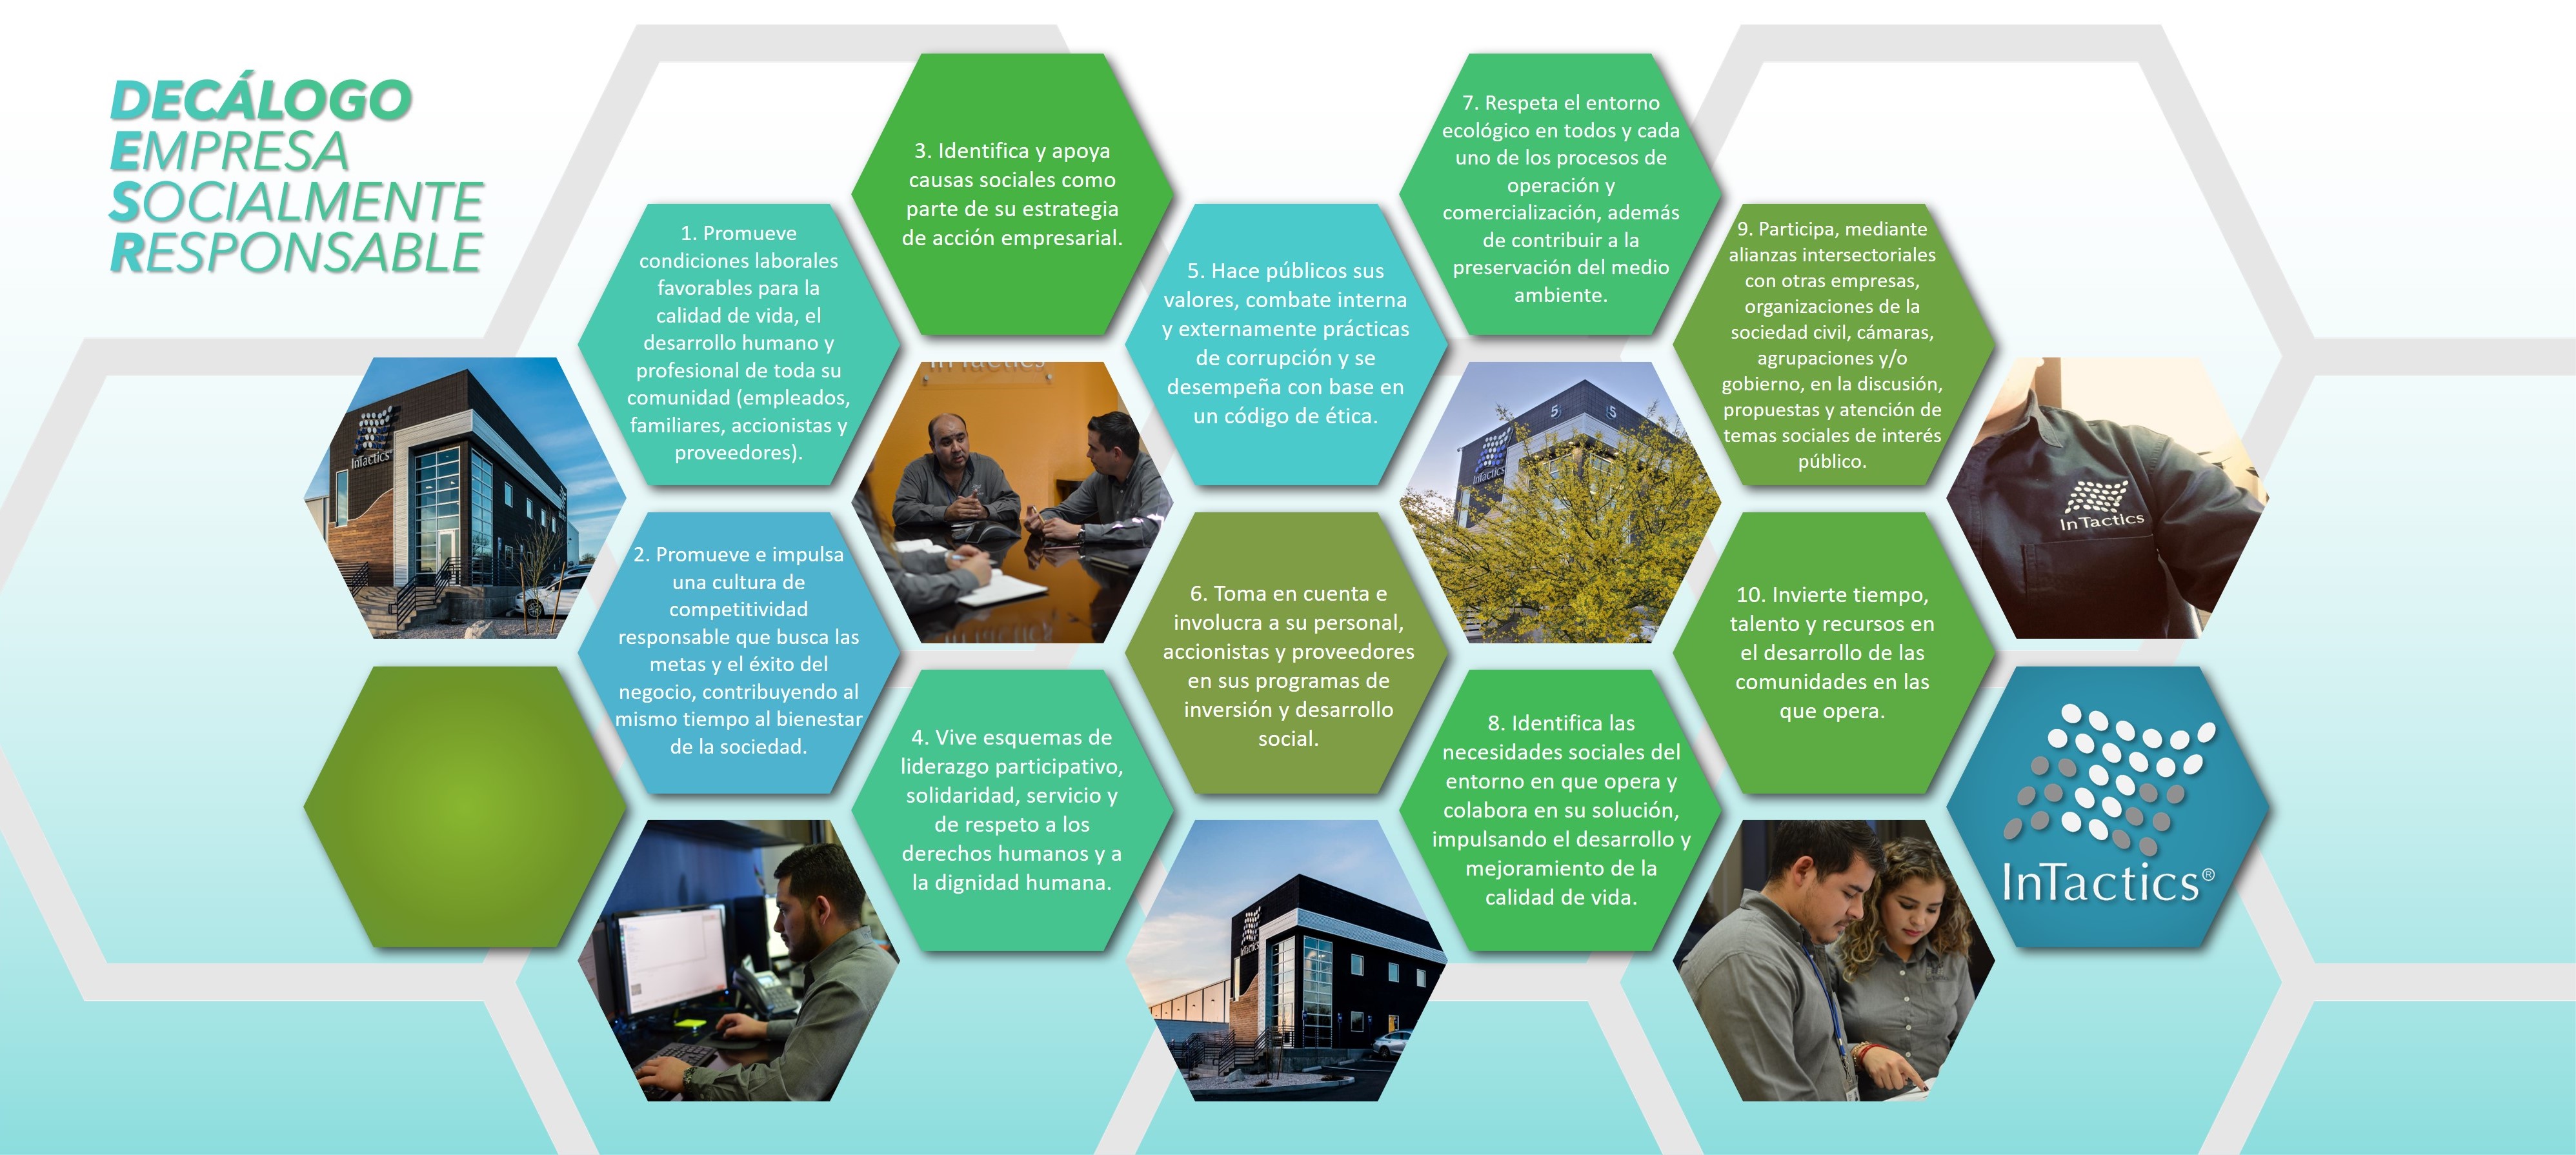 DECÁLOGO
EMPRESA
SOCIALMENTE
RESPONSABLE
1. Promueve
condiciones laborales
favorables para la
calidad de vida, el
desarrollo humano y
profesional de toda su
comunidad (empleados,
familiares, accionistas y
proveedores).
2. Promueve e impulsa
una cultura de
competitividad
responsable que busca las
metas y el éxito del
negocio, contribuyendo al
mismo tiempo al bienestar
de la sociedad.
3. Identifica y apoya
causas sociales como
parte de su estrategia
de acción empresarial.
4. Vive esquemas de
liderazgo participativo,
solidaridad, servicio y
de respeto a los
derechos humanos y a
la dignidad humana.
5. Hace públicos sus
valores, combate interna
y externamente prácticas
de corrupción y se
desempeña con base en
un código de ética.
6. Toma en cuenta e
involucra a su personal,
accionistas y proveedores
en sus programas de
inversión y desarrollo
social.
7. Respeta el entorno
ecológico en todos y cada
uno de los procesos de
operación y
comercialización, además
de contribuir a la
preservación del medio
ambiente.
8. Identifica las
necesidades sociales del
entorno en que opera y
colabora en su solución,
impulsando el desarrollo y
mejoramiento de la
calidad de vida.
9. Participa, mediante
alianzas intersectoriales
con otras empresas,
organizaciones de la
sociedad civil, cámaras,
agrupaciones y/o
gobierno, en la discusión,
propuestas y atención de
temas sociales de interés
público.
10. Invierte tiempo,
talento y recursos en
el desarrollo de las
comunidades en las
que opera.
InTactics
InTactics
5 5
InTactics
InTactics
InTactics®